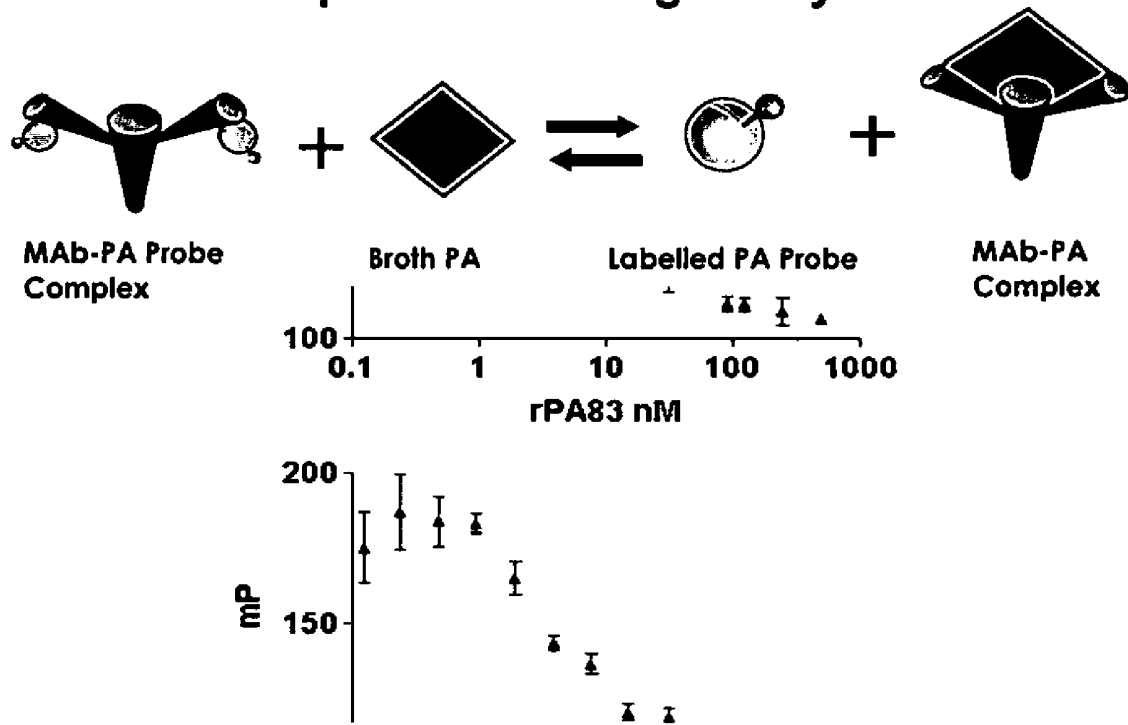 + +
MAb-PA Probe
Complex
Broth PA
Labelled PA Probe
MAb-PA
Complex
100
0.1 1 10 100 1000
rPA83 nM
200
mP
150